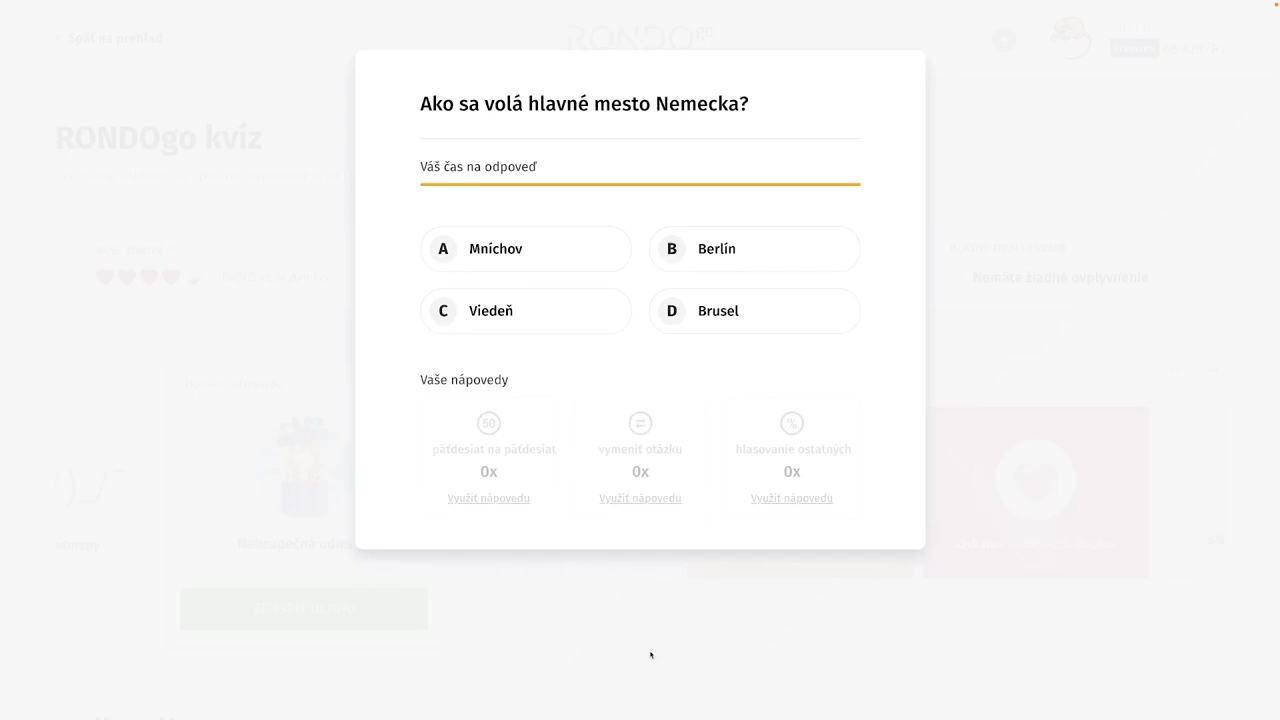 Späť na prehľad
RONDOgo
RONDOgo kvíz
Ako sa volá hlavné mesto Nemecka?
Váš čas na odpoveď
A Mníchov
B Berlín
C Viedeň
D Brusel
Nemáte žiadne ovplyvnenie
Vaše nápovedy
50
päťdesiat na päťdesiat
0x
Využiť nápovedu
vymeniť otázku
0x
Využiť nápovedu
%
hlasovanie ostatných
0x
Využiť nápovedu